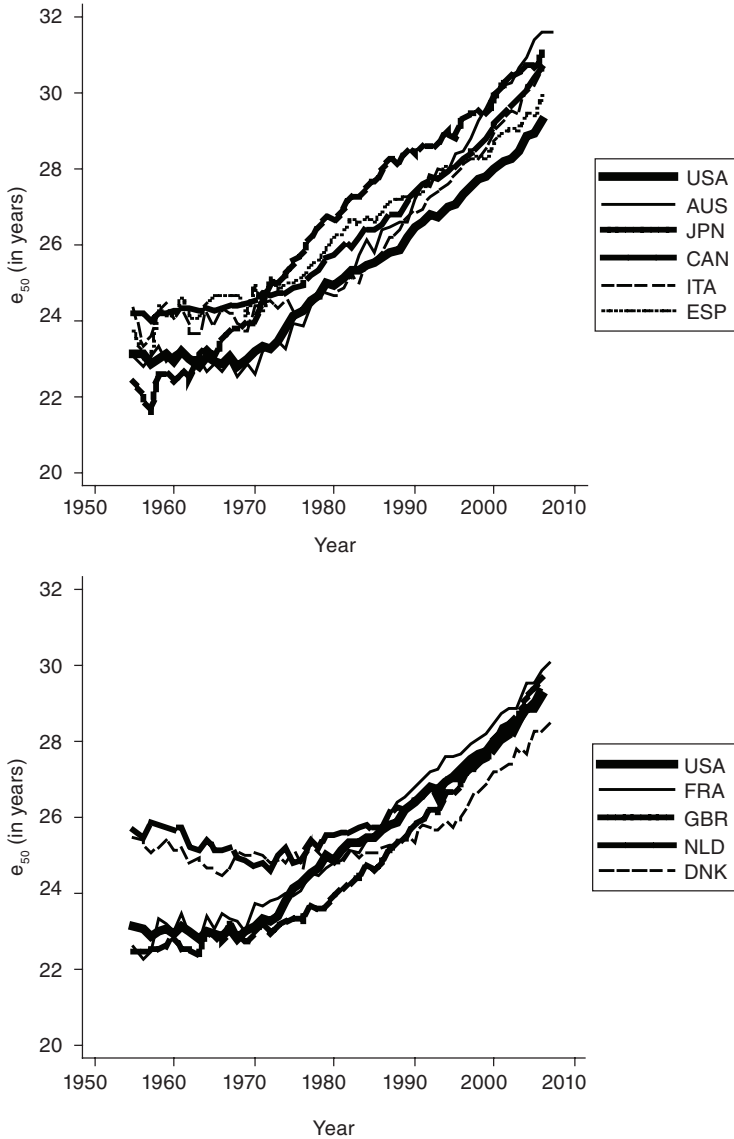 32
30
28
26
24
22
20
e50 (in years)
1950 1960 1970 1980 1990 2000 2010
Year
USA
AUS
JPN
CAN
ITA
ESP
32
30
28
26
24
22
20
e50 (in years)
1950 1960 1970 1980 1990 2000 2010
Year
USA
FRA
GBR
NLD
DNK